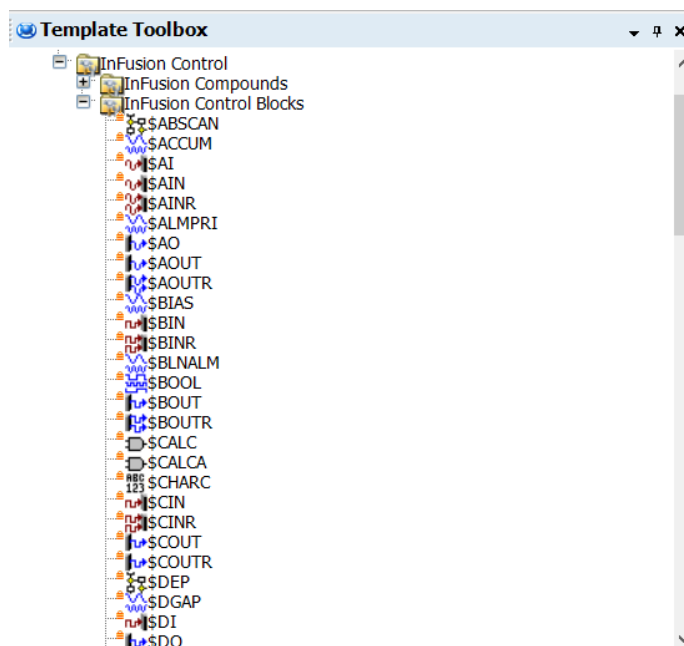 Template Toolbox
InFusion Control
InFusion Compounds
InFusion Control Blocks
$ABSCAN
$ACCUM
$AI
$AIN
$AINR
$ALMPRI
$AO
$AOUT
$AOUTR
$BIAS
$BIN
$BINR
$BLNALM
$BOOL
$BOUT
$BOUTR
$CALC
$CALCA
$CHARC
$CIN
$CINR
$COUT
$COUTR
$DEP
$DGAP
$DI
$DO